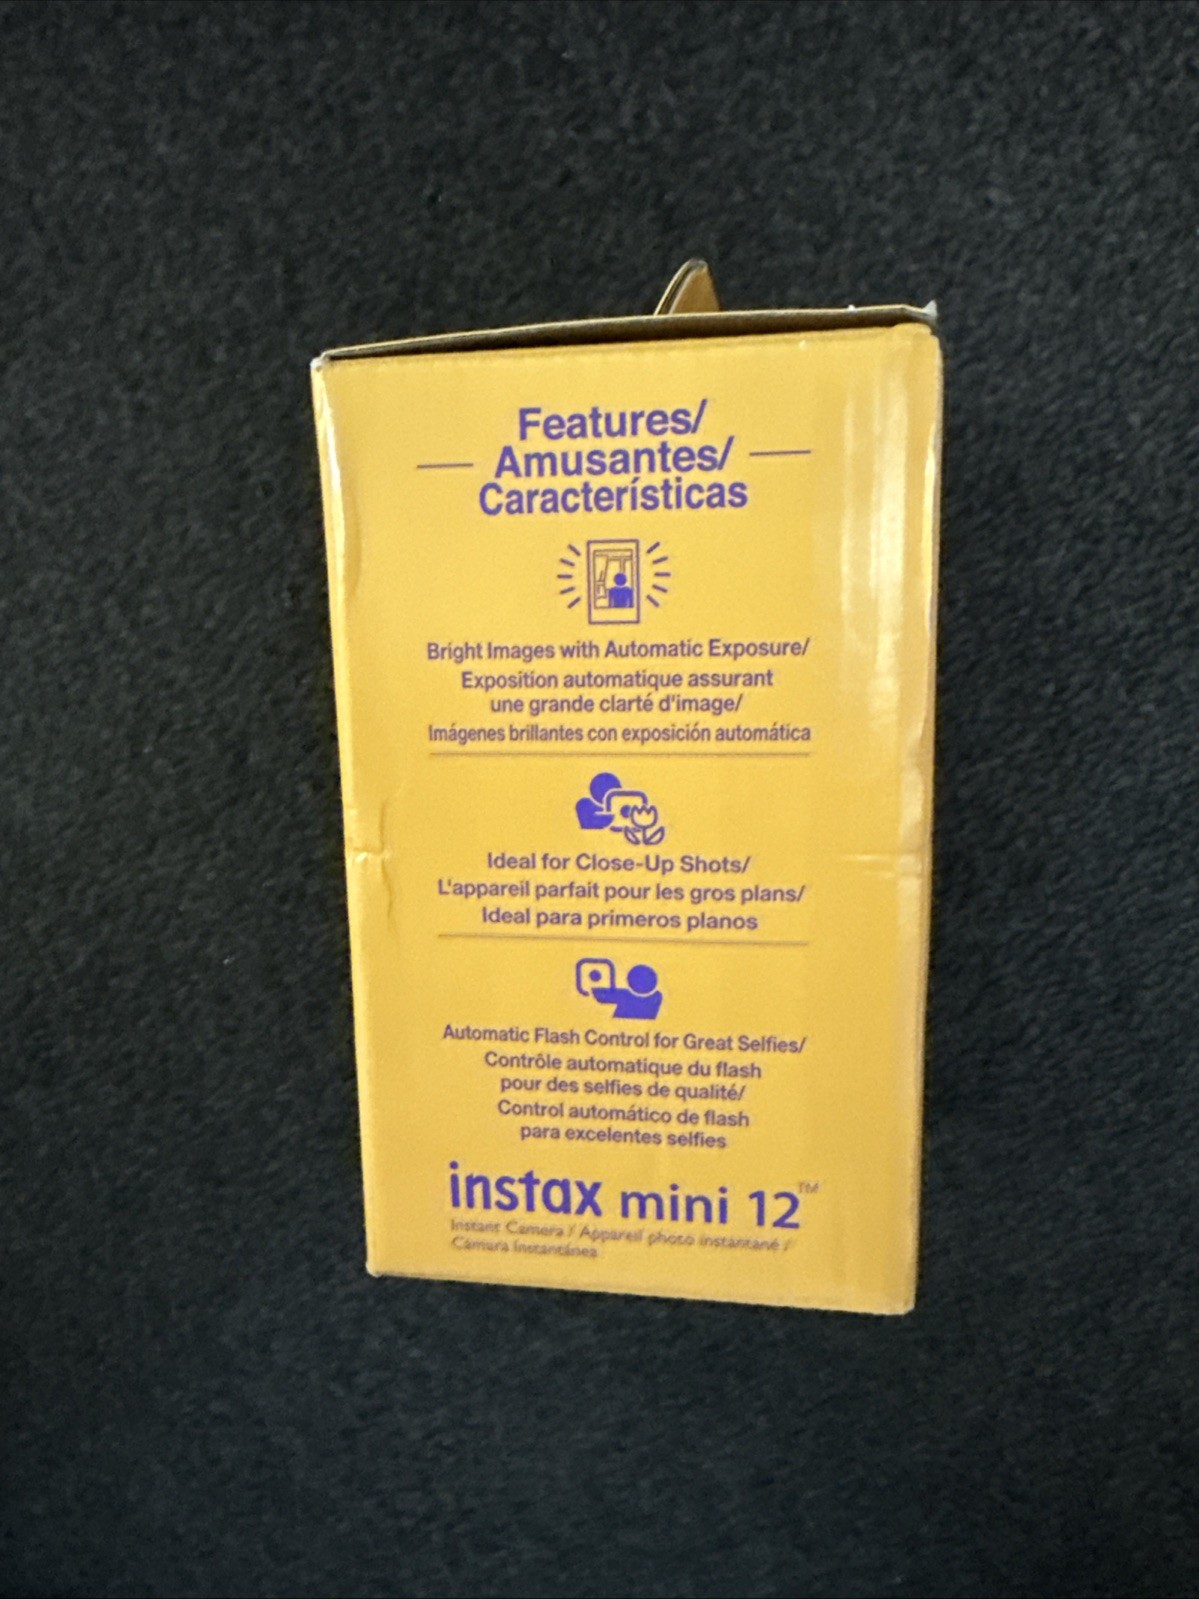 Features/
Amusantes/
Características
Bright Images with Automatic Exposure/
Exposition automatique assurant
une grande clarté d'image/
Imágenes brillantes con exposición automática
Ideal for Close-Up Shots/
L'appareil parfait pour les gros plans/
Ideal para primeros planos
Automatic Flash Control for Great Selfies/
Contrôle automatique du flash
pour des selfies de qualité/
Control automático de flash
para excelentes selfies
instax mini 12™
Instant Camera / Appareil photo instantané /
Cámara Instantánea